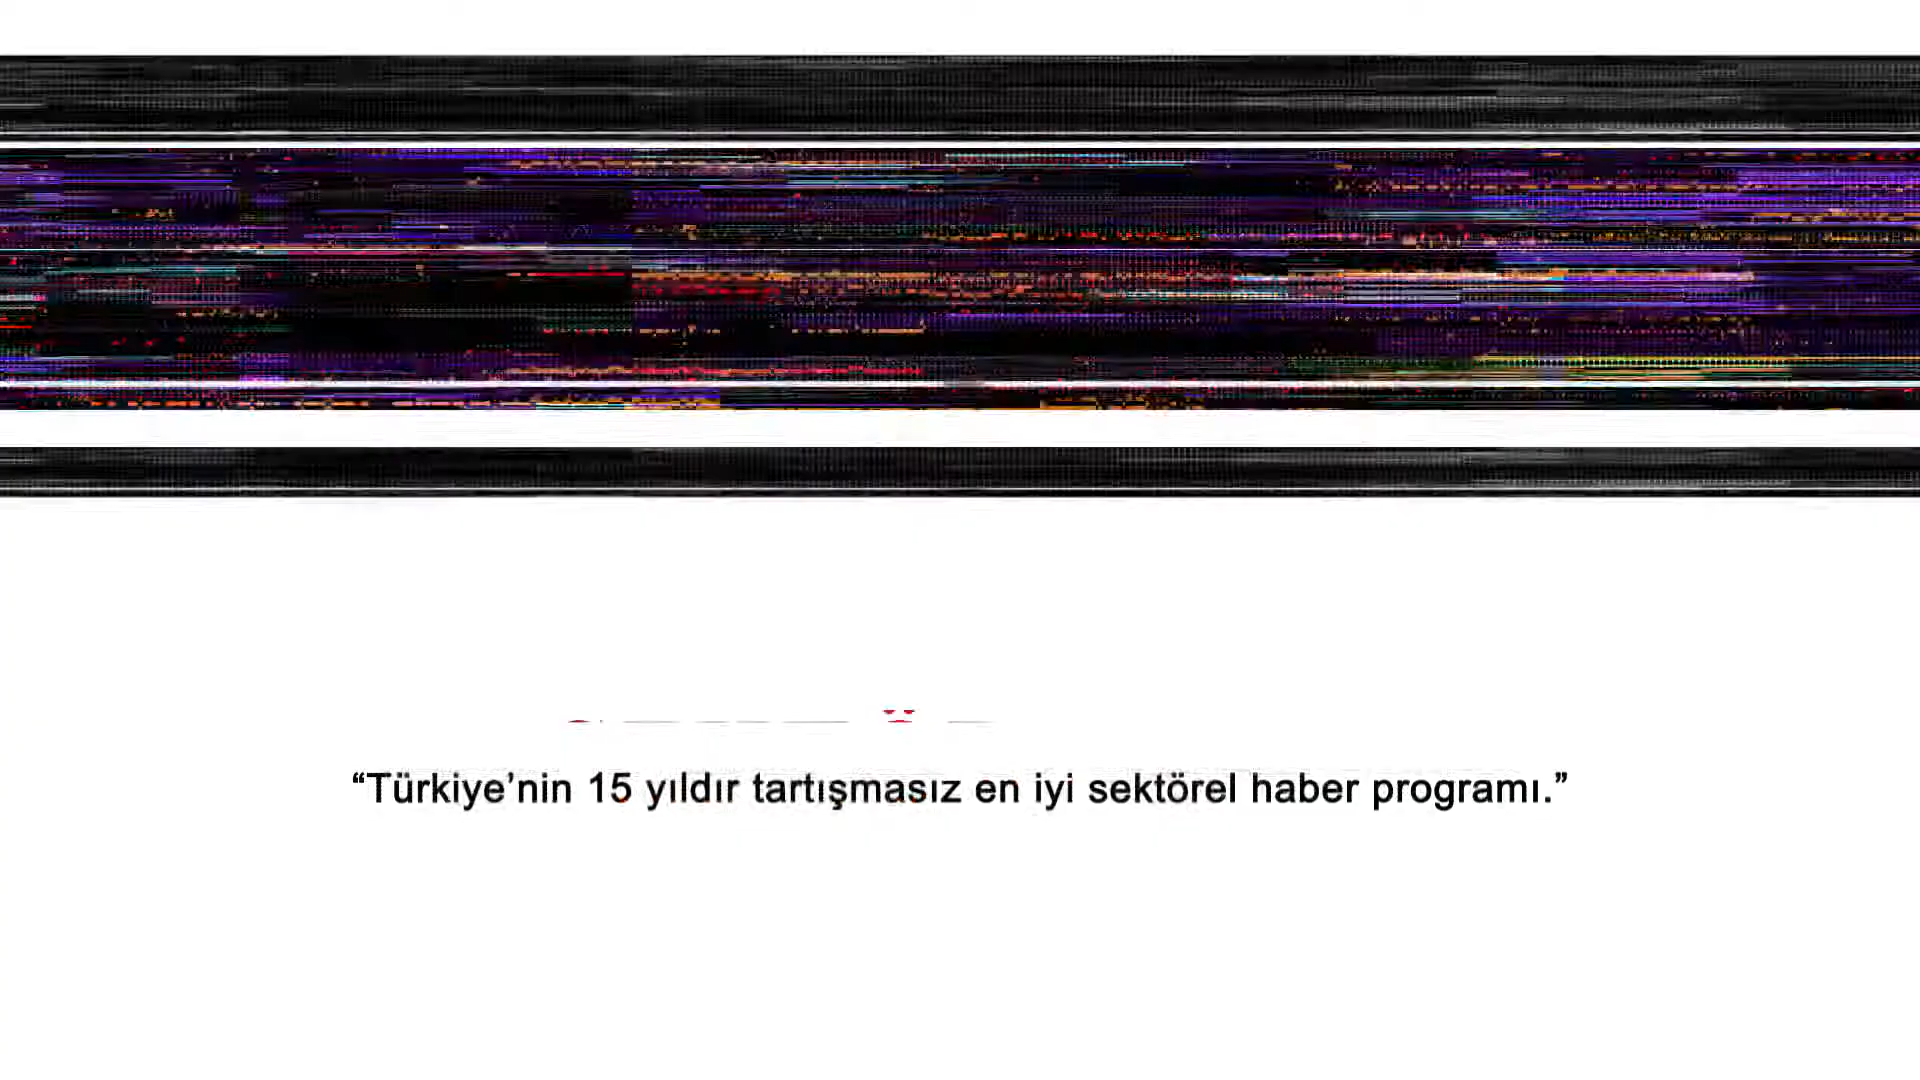 “Türkiye’nin 15 yıldır tartışmasız en iyi sektörel haber programı.”